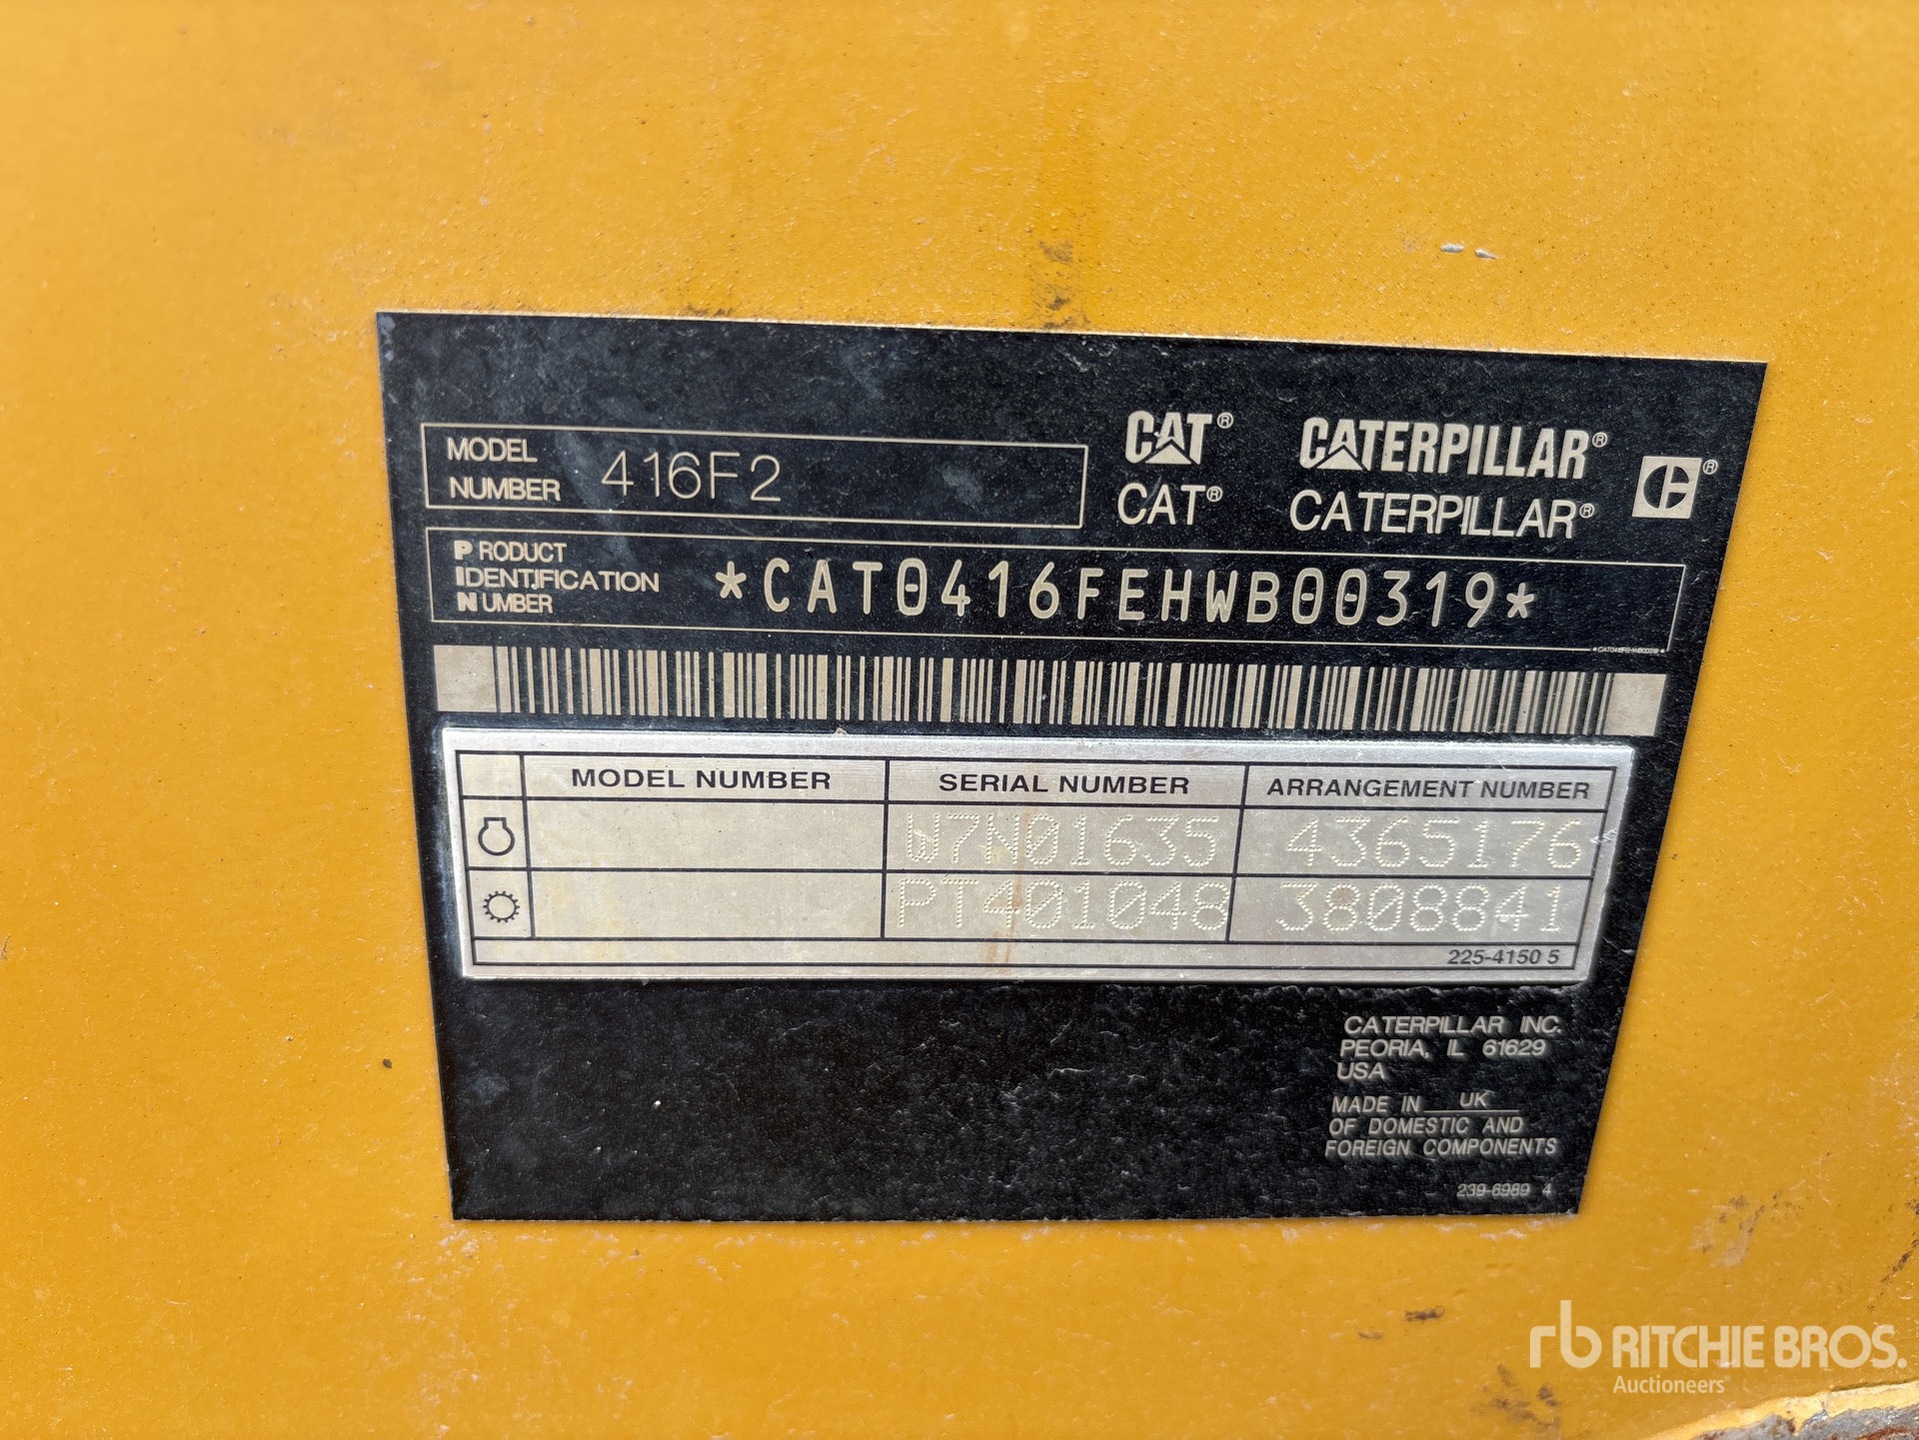 MODEL NUMBER 416F2
CAT® CATERPILLAR®
CAT® CATERPILLAR®
PRODUCT IDENTIFICATION NUMBER *CAT0416FEHWB00319*
*CAT0416FEHWB00319*
MODEL NUMBER SERIAL NUMBER ARRANGEMENT NUMBER
W7N01635 4365176
PT401048 3808841
225-4150 5
CATERPILLAR INC.
PEORIA, IL 61629
USA
MADE IN UK
OF DOMESTIC AND
FOREIGN COMPONENTS
239-6989 4
rb RITCHIE BROS.
Auctioneers